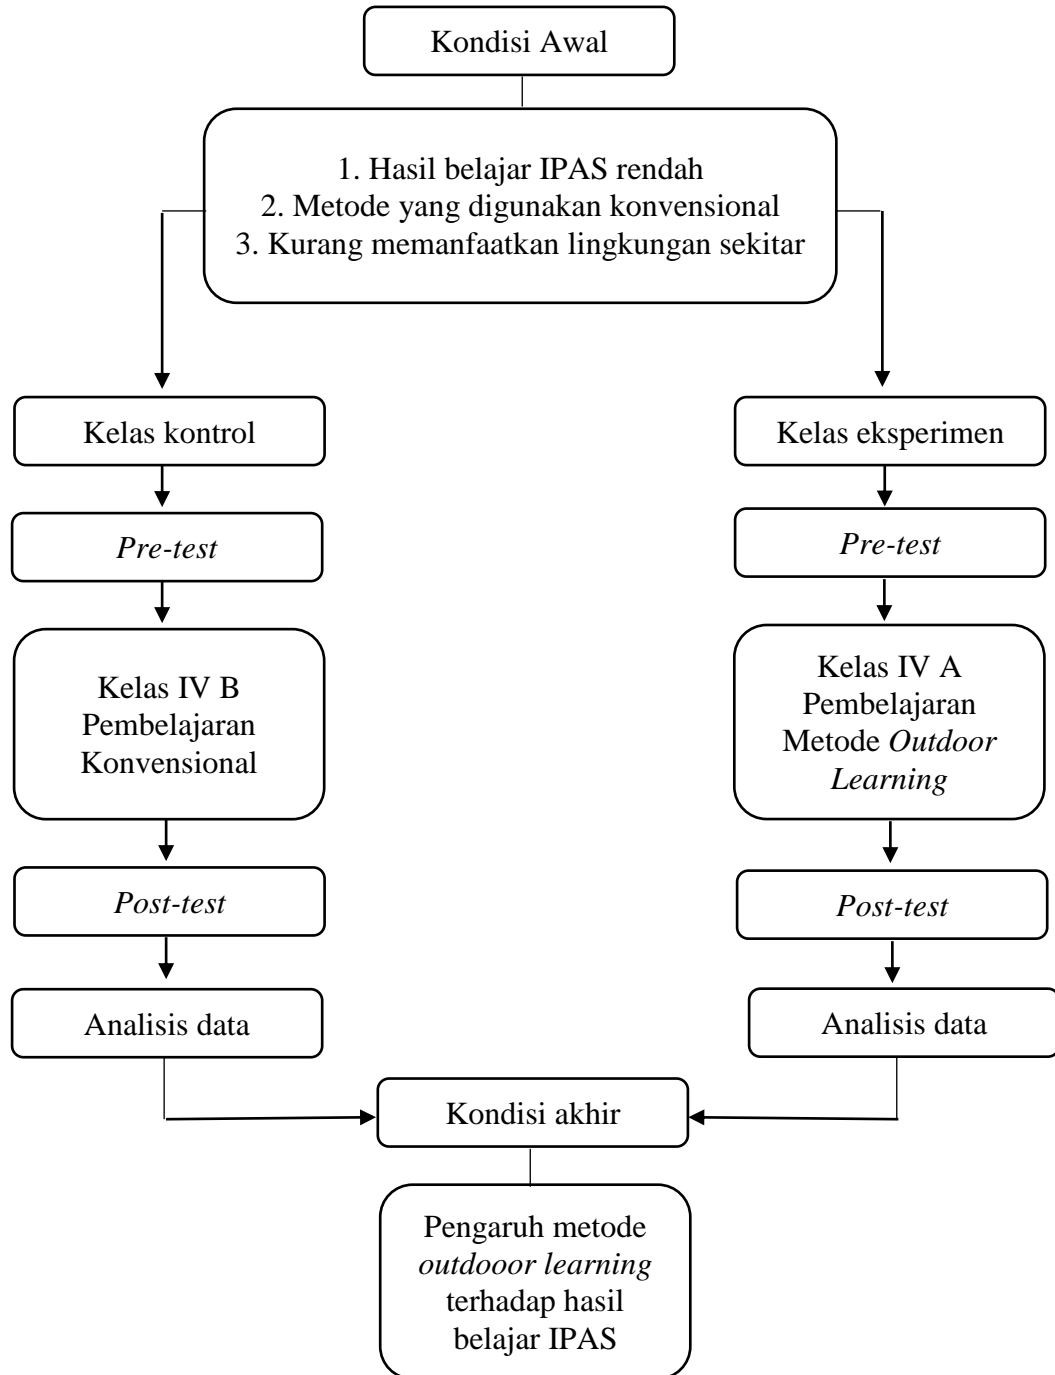 Kondisi Awal
1. Hasil belajar IPAS rendah
2. Metode yang digunakan konvensional
3. Kurang memanfaatkan lingkungan sekitar
Kelas kontrol
Kelas eksperimen
Pre-test
Pre-test
Kelas IV B
Pembelajaran
Konvensional
Kelas IV A
Pembelajaran
Metode Outdoor
Learning
Post-test
Post-test
Analisis data
Analisis data
Kondisi akhir
Pengaruh metode
outdooor learning
terhadap hasil
belajar IPAS